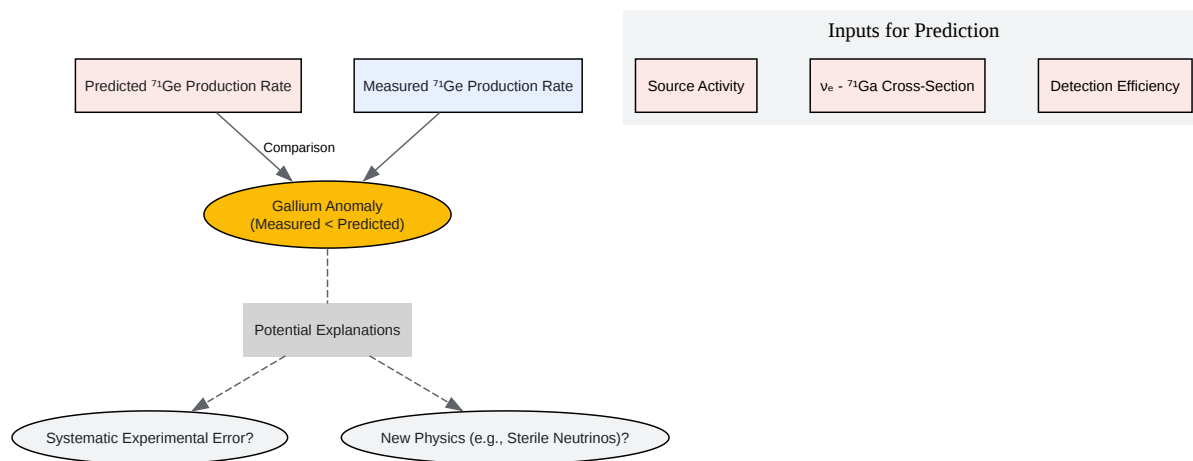 Inputs for Prediction
Predicted ⁷¹Ge Production Rate
Measured ⁷¹Ge Production Rate
Source Activity
νₑ - ⁷¹Ga Cross-Section
Detection Efficiency
Comparison
Gallium Anomaly
(Measured < Predicted)
Potential Explanations
Systematic Experimental Error?
New Physics (e.g., Sterile Neutrinos)?